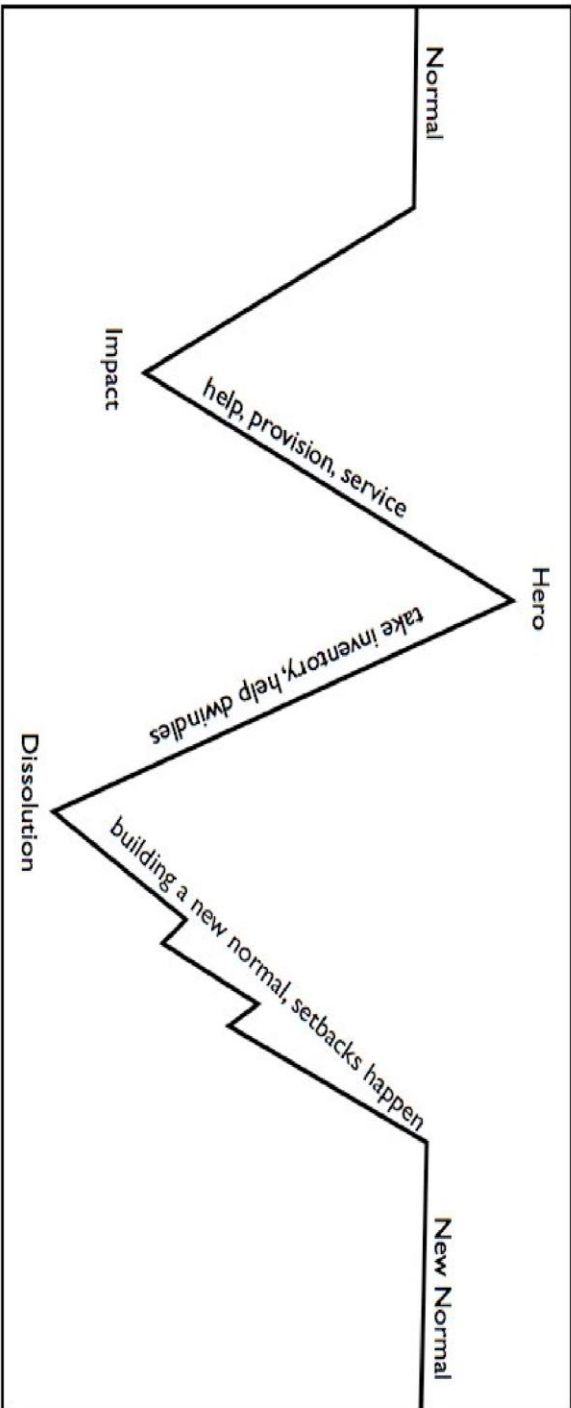 Normal
Impact
help, provision, service
Hero
take inventory, help dwindles
Dissolution
building a new normal, setbacks happen
New Normal